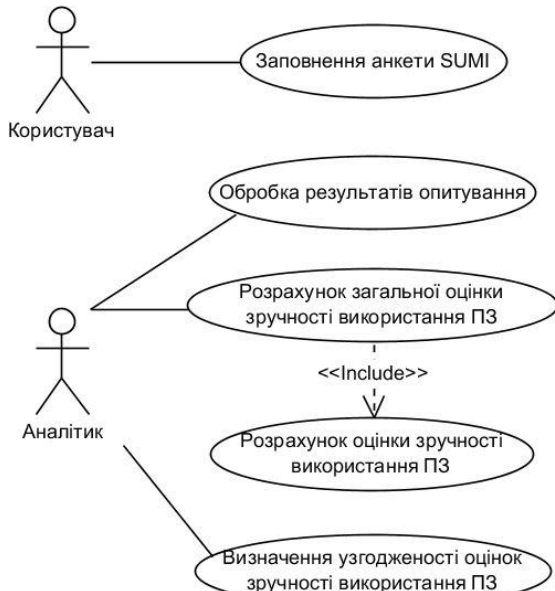 Заповнення анкети SUMI
Користувач
Обробка результатів опитування
Розрахунок загальної оцінки
зручності використання ПЗ
<<Include>>
Аналітик
Розрахунок оцінки зручності
використання ПЗ
Визначення узгодженості оцінок
зручності використання ПЗ